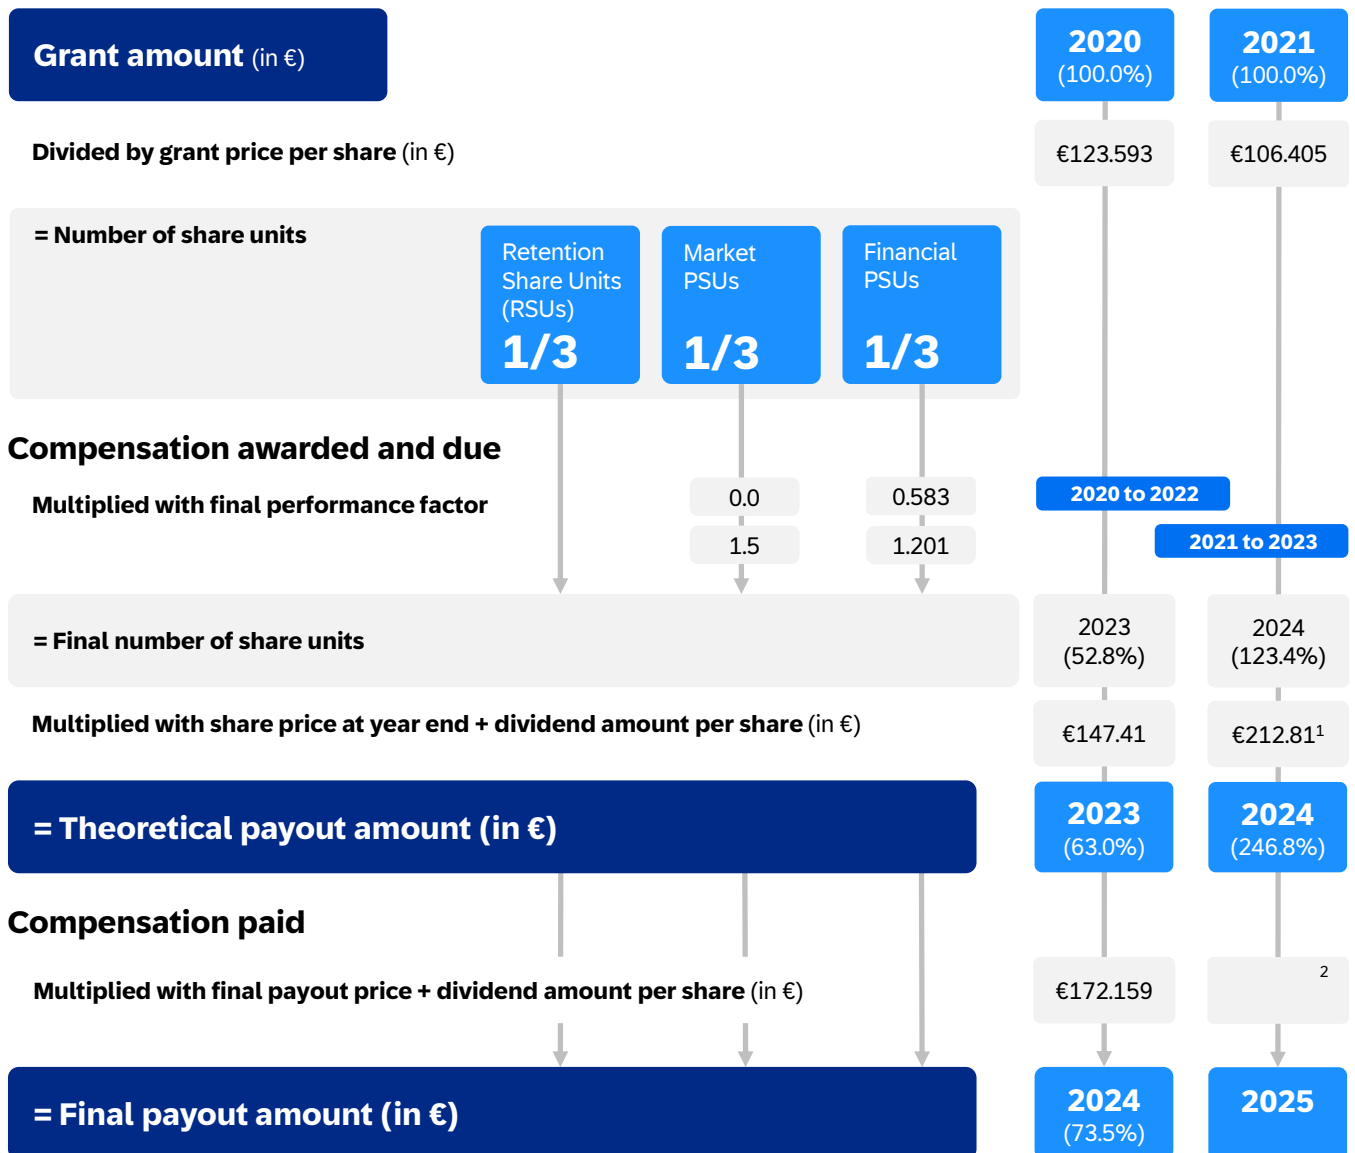 Grant amount (in €)
2020
(100.0%)
2021
(100.0%)
Divided by grant price per share (in €)
€123.593
€106.405
= Number of share units
Retention
Share Units
(RSUs)
1/3
Market
PSUs
1/3
Financial
PSUs
1/3
Compensation awarded and due
Multiplied with final performance factor
0.0
0.583
2020 to 2022
1.5
1.201
2021 to 2023
= Final number of share units
2023
(52.8%)
2024
(123.4%)
Multiplied with share price at year end + dividend amount per share (in €)
€147.41
€212.81¹
= Theoretical payout amount (in €)
2023
(63.0%)
2024
(246.8%)
Compensation paid
Multiplied with final payout price + dividend amount per share (in €)
€172.159
2
= Final payout amount (in €)
2024
(73.5%)
2025